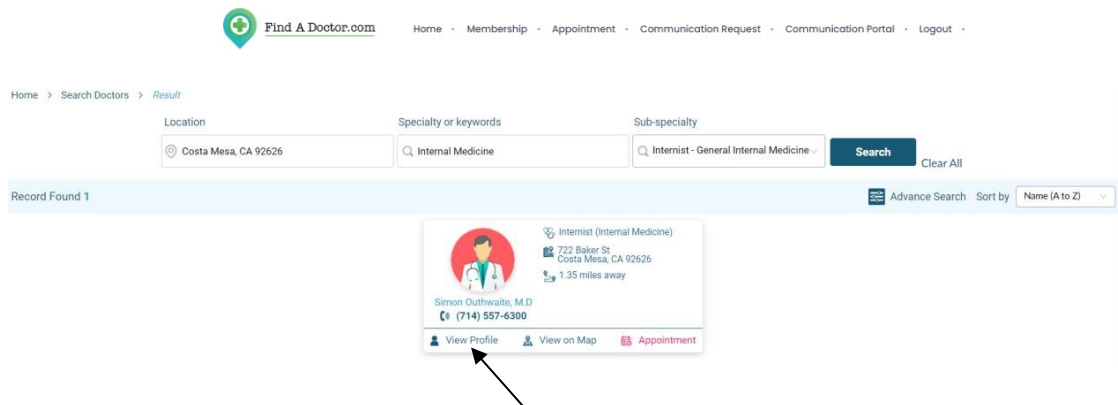 Find A Doctor.com
Home · Membership · Appointment · Communication Request · Communication Portal · Logout ·
Home > Search Doctors > Result
Location Specialty or keywords Sub-specialty
Costa Mesa, CA 92626 Internal Medicine Internist - General Internal Medicine Search Clear All
Record Found 1 Advance Search Sort by Name (A to Z)
Internist (Internal Medicine)
722 Baker St
Costa Mesa, CA 92626
1.35 miles away
Simon Outhwaite, M.D
(714) 557-6300
View Profile View on Map Appointment